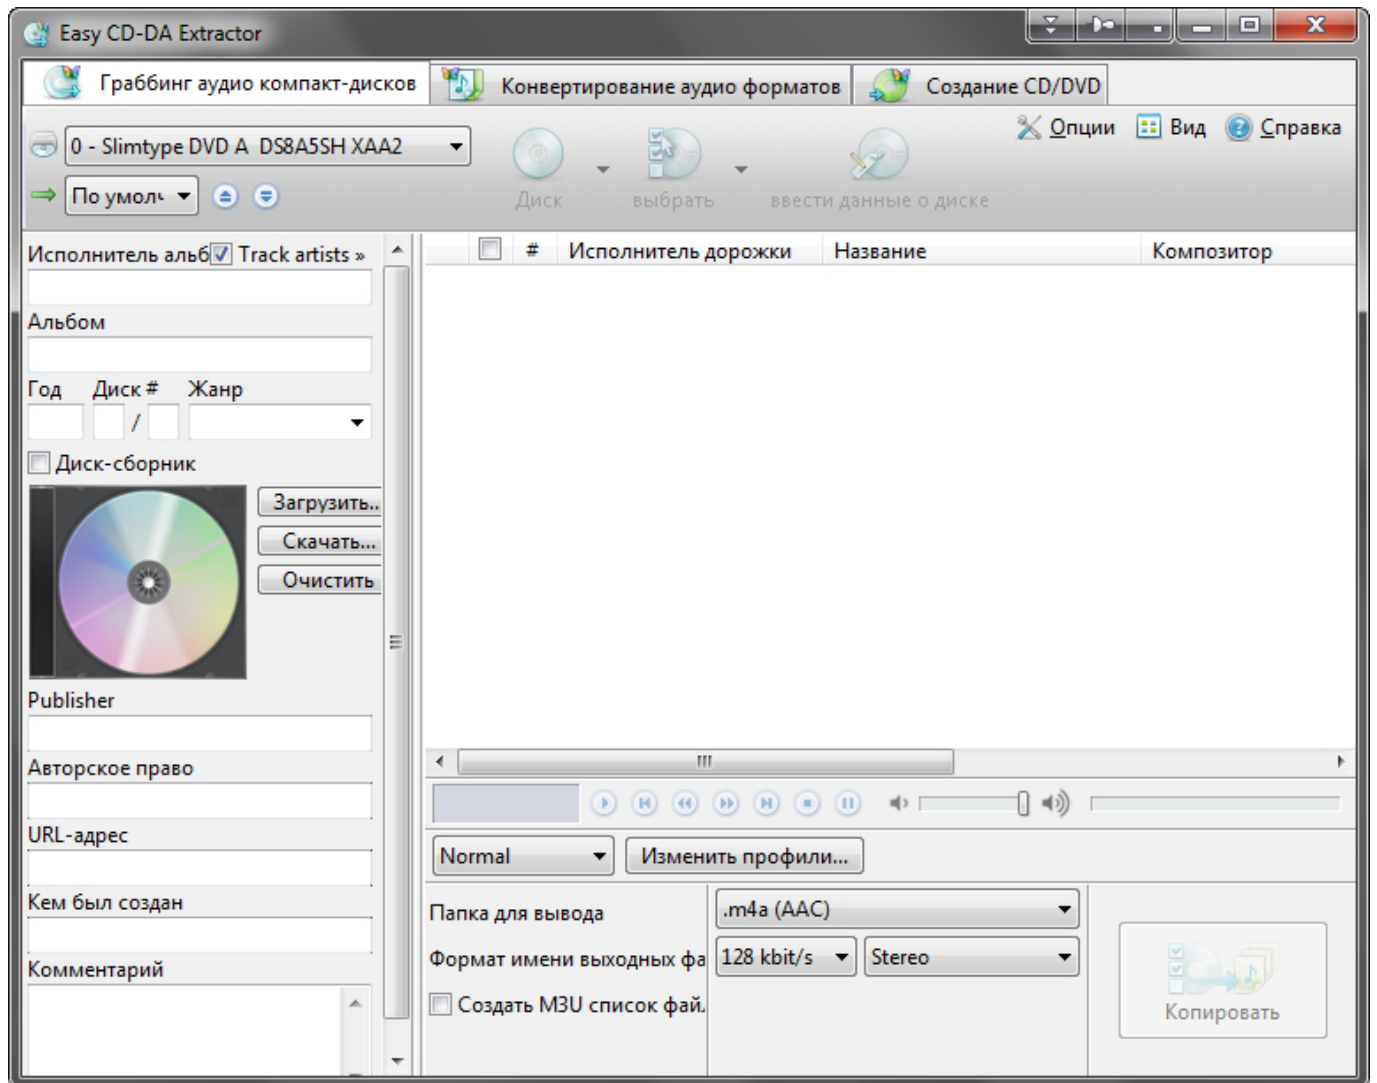 Easy CD-DA Extractor
Граббинг аудио компакт-дисков Конвертирование аудио форматов Создание CD/DVD
Опции Вид Справка
0 - Slimtype DVD A DS8A5SH XAA2
По умолч
Диск выбрать ввести данные о диске
Исполнитель альб Track artists »
# Исполнитель дорожки Название Композитор
Альбом
Год Диск # Жанр
/
Диск-сборник
Загрузить..
Скачать...
Очистить
Publisher
Авторское право
URL-адрес
Кем был создан
Комментарий
Normal Изменить профили...
Папка для вывода .m4a (AAC)
Формат имени выходных фа 128 kbit/s Stereo
Создать M3U список фай
Копировать